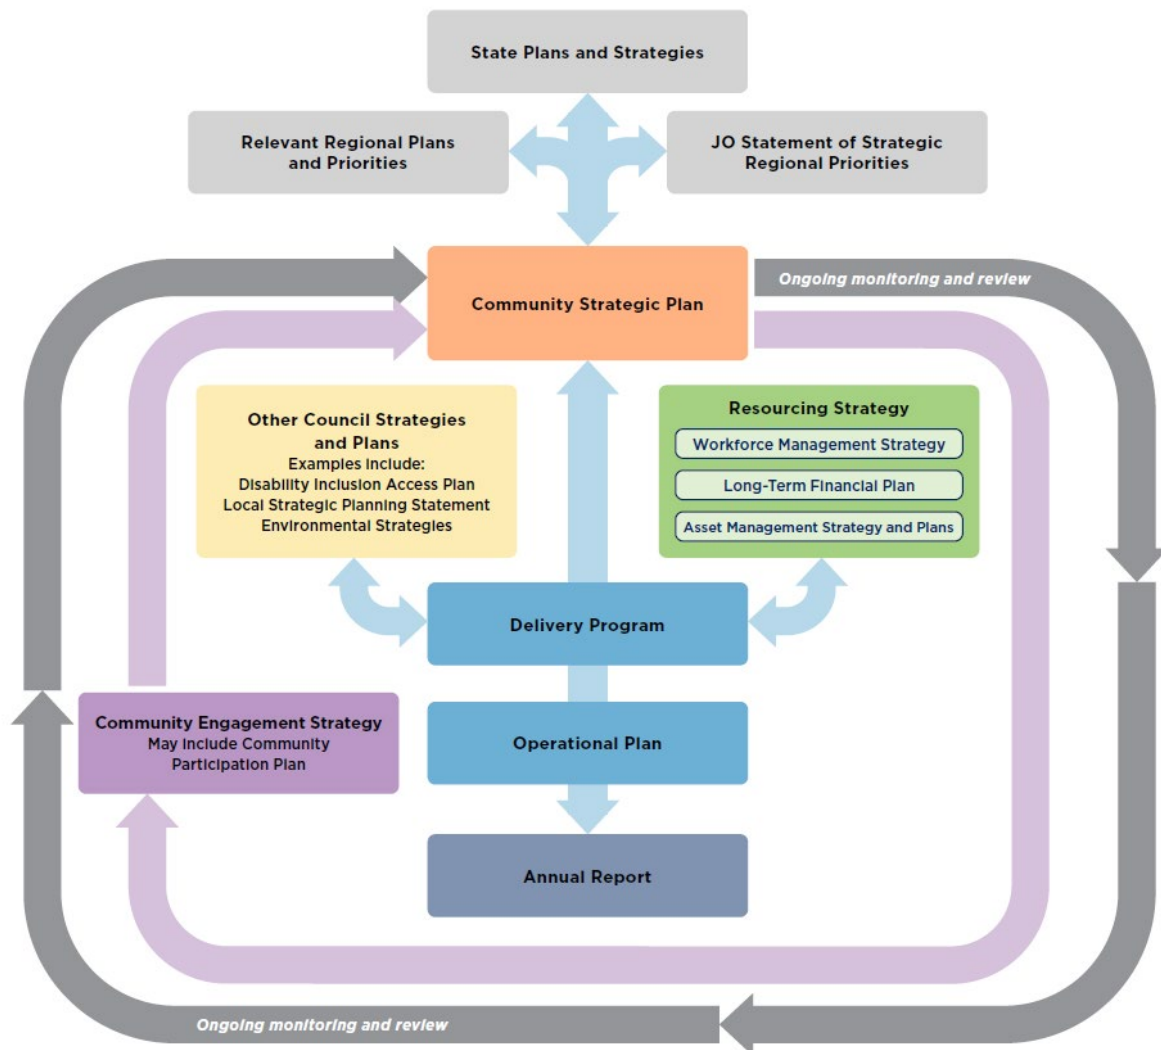 State Plans and Strategies
Relevant Regional Plans
and Priorities
JO Statement of Strategic
Regional Priorities
Community Strategic Plan
Ongoing monitoring and review
Other Council Strategies
and Plans
Examples include:
Disability Inclusion Access Plan
Local Strategic Planning Statement
Environmental Strategies
Resourcing Strategy
Workforce Management Strategy
Long-Term Financial Plan
Asset Management Strategy and Plans
Delivery Program
Community Engagement Strategy
May include Community
Participation Plan
Operational Plan
Annual Report
Ongoing monitoring and review